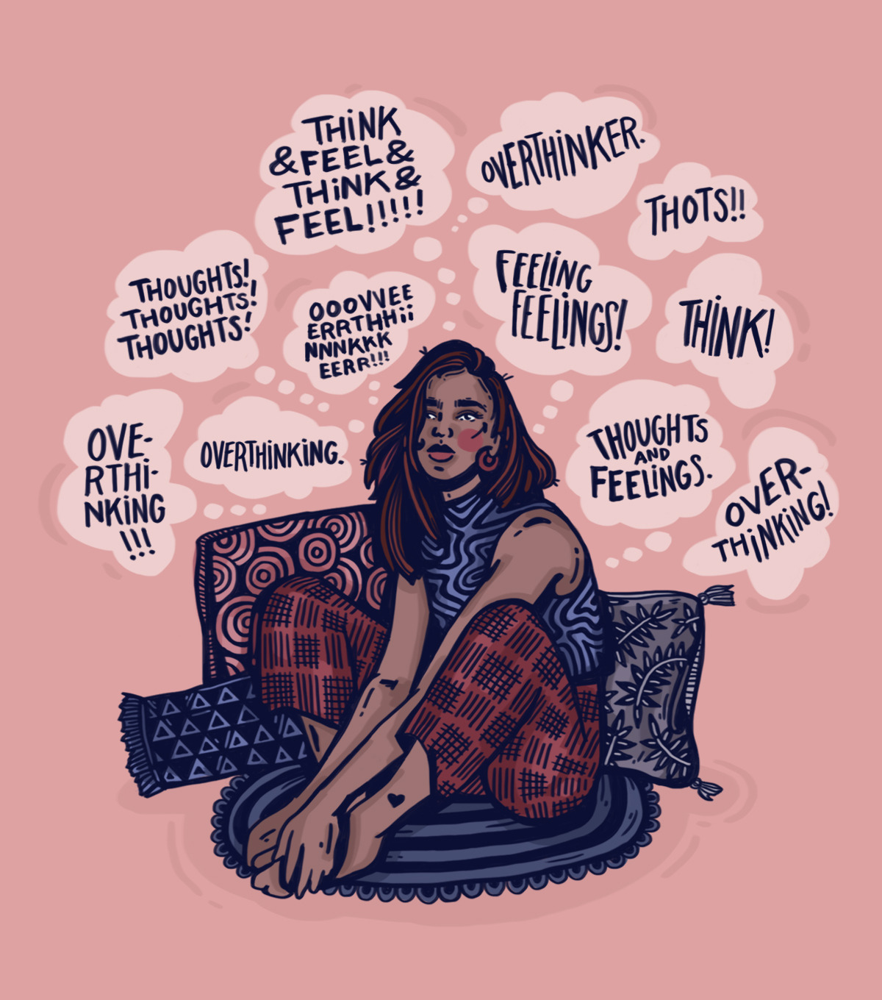 THiNK
&FEEL&
THiNK &
FEEL!!!!!
OVERTHiNKER.
THOTS!!
THOUGHTS!
THOUGHTS!
THOUGHTS!
OOOVVEE
ERRTHHii
NNNKKK
EERR!!!
FEELiNG
FEELiNGS!
THiNK!
OVE-
RTHi-
NKiNG
!!!
OVERTHiNKiNG.
THOUGHTS
AND
FEELiNGS.
OVER-
THiNKiNG!